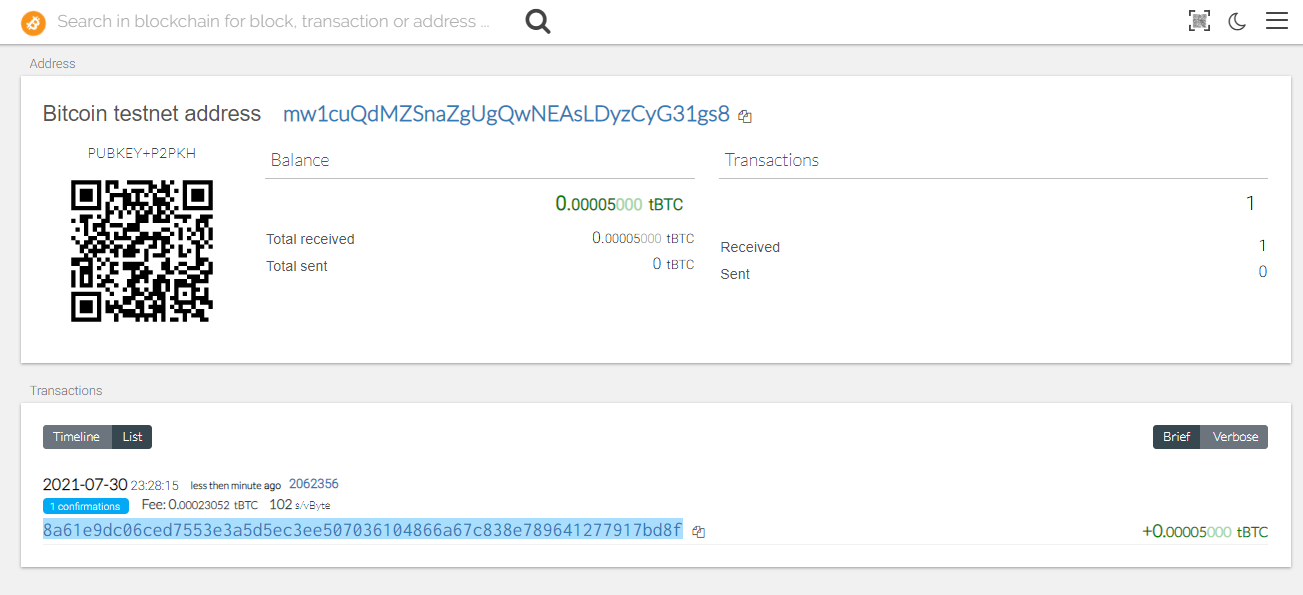 Search in blockchain for block, transaction or address ...
Address
Bitcoin testnet address mw1cuQdMZSnaZgUgQwNEAsLDyzCyG31gs8
PUBKEY+P2PKH
Balance
0.00005000 tBTC
Total received 0.00005000 tBTC
Total sent 0 tBTC
Transactions
1
Received 1
Sent 0
Transactions
Timeline List
Brief Verbose
2021-07-30 23:28:15 less then minute ago 2062356
1 confirmations Fee: 0.00023052 tBTC 102 s/vByte
8a61e9dc06ced7553e3a5d5ec3ee507036104866a67c838e789641277917bd8f
+0.00005000 tBTC